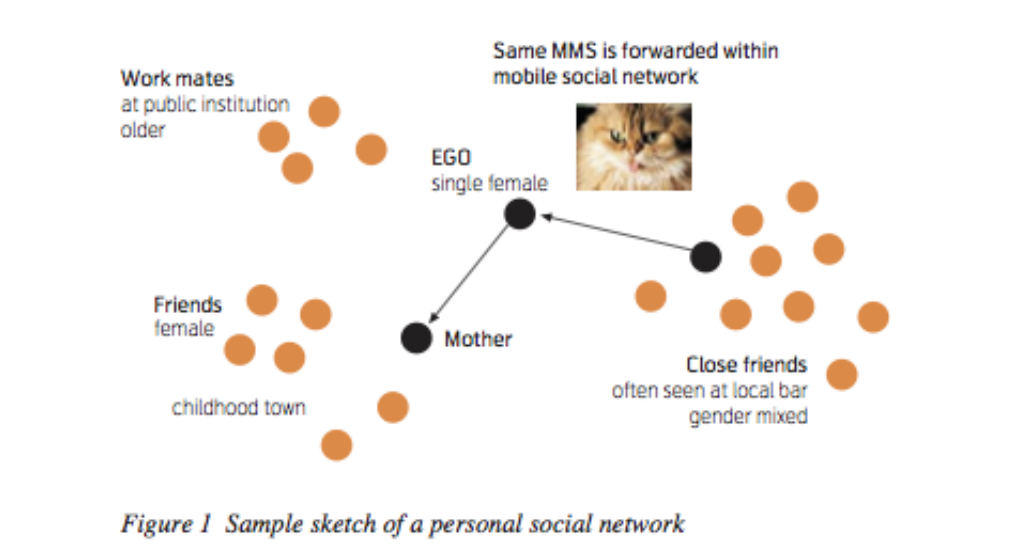 Same MMS is forwarded within
mobile social network
Work mates
at public institution
older
EGO
single female
Friends
female
Mother
childhood town
Close friends
often seen at local bar
gender mixed
Figure 1 Sample sketch of a personal social network